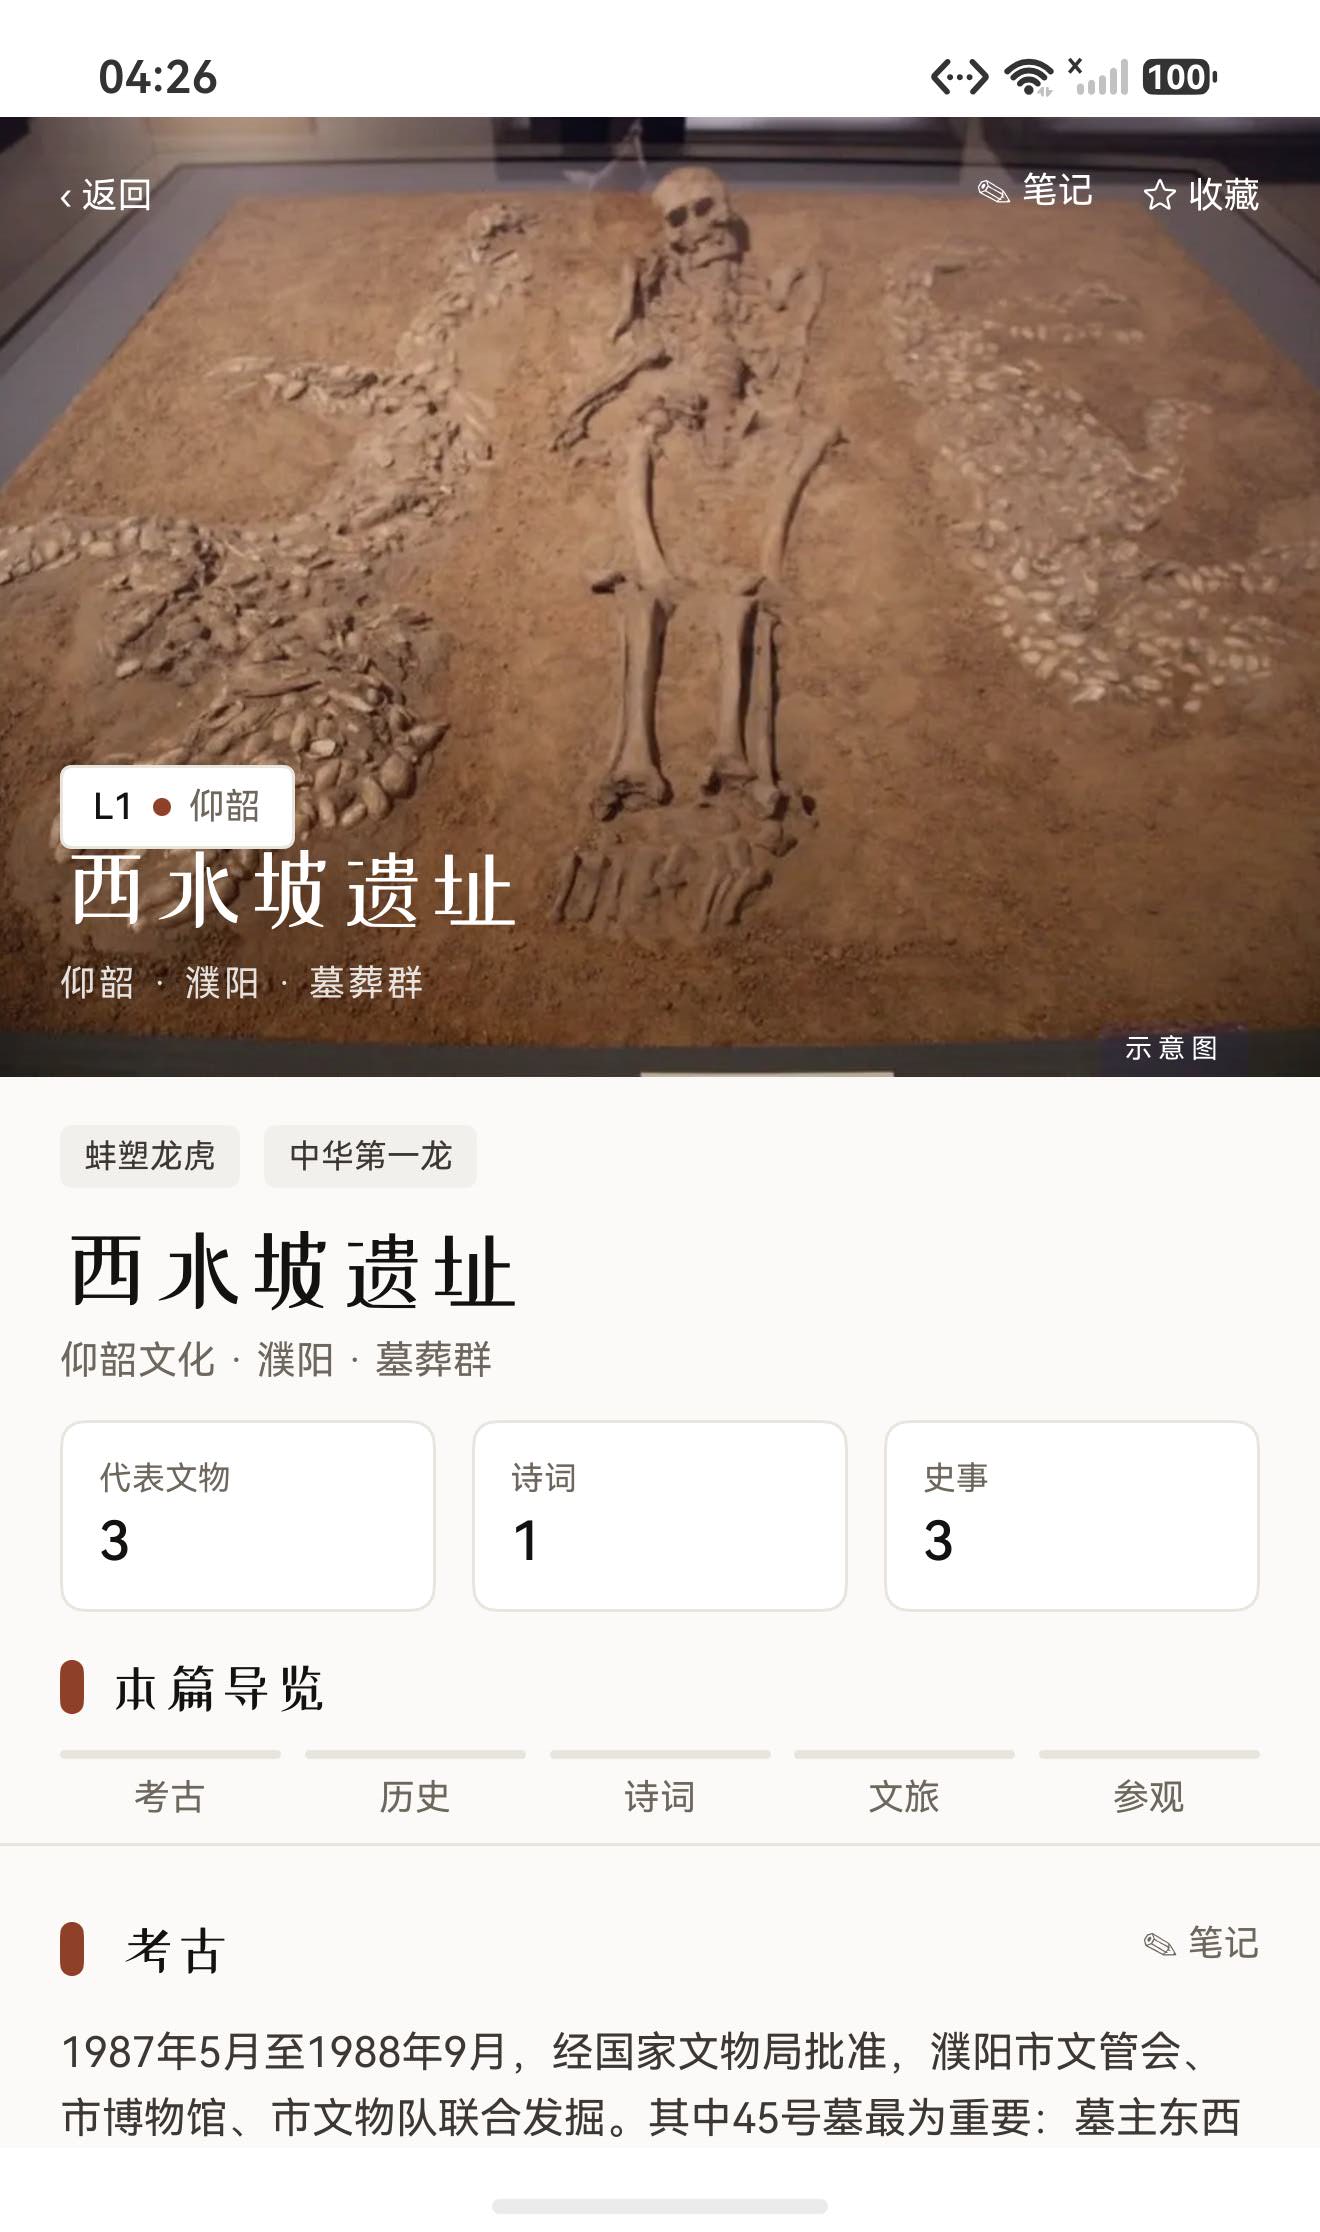 04:26
100
‹ 返回
✎ 笔记 ☆ 收藏
L1 ● 仰韶
西水坡遗址
仰韶 · 濮阳 · 墓葬群
示意图
蚌塑龙虎 中华第一龙
西水坡遗址
仰韶文化 · 濮阳 · 墓葬群
代表文物 诗词 史事
3 1 3
本篇导览
考古 历史 诗词 文旅 参观
考古 ✎ 笔记
1987年5月至1988年9月，经国家文物局批准，濮阳市文管会、
市博物馆、市文物队联合发掘。其中45号墓最为重要：墓主东西